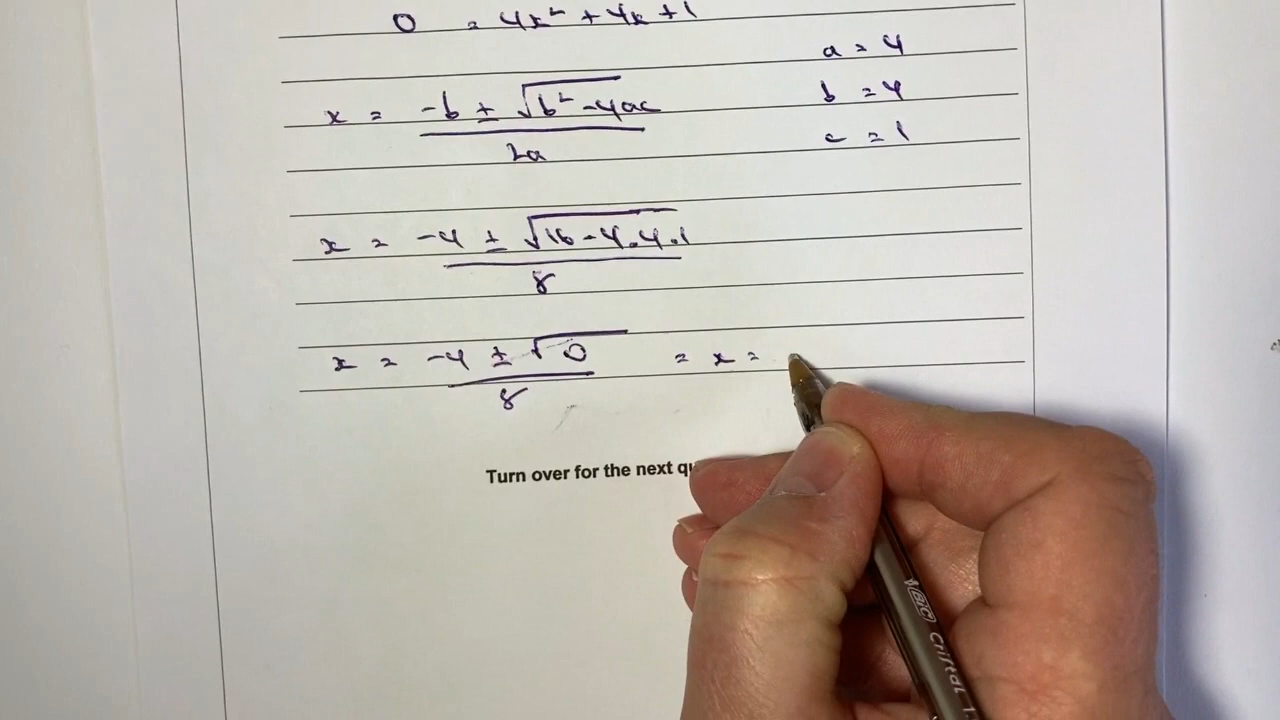 0 = 4x² + 4x + 1
a = 4
x = -b ± √b² - 4ac
b = 4
2a
c = 1
x = -4 ± √16 - 4.4.1
8
x = -4 ± √0 = x =
8
Turn over for the next
BIC Cristal